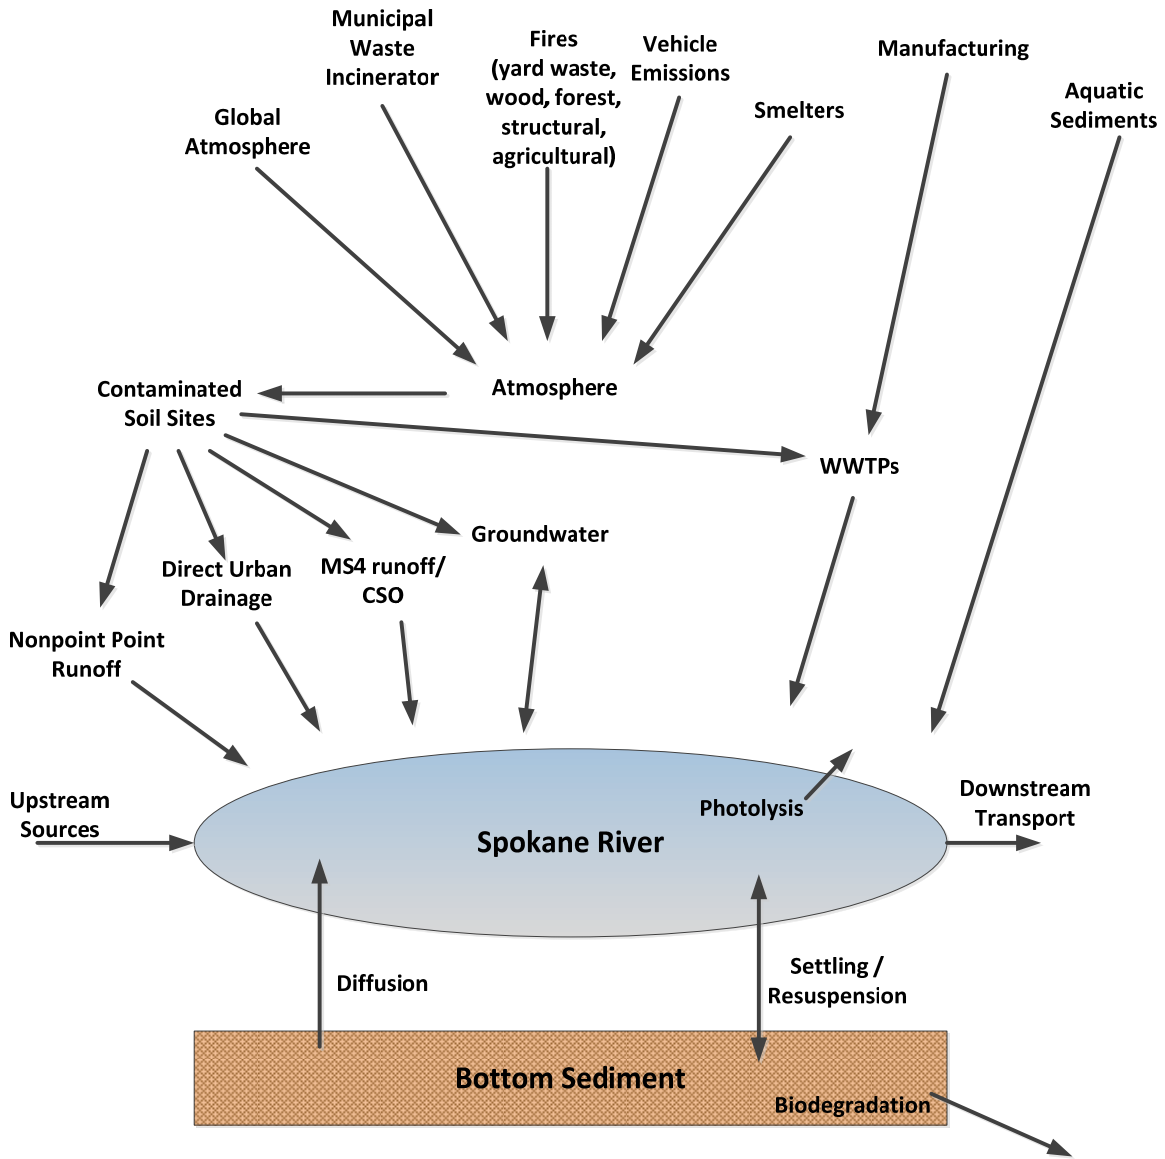 Municipal
Waste
Incinerator
Fires
(yard waste,
wood, forest,
structural,
agricultural)
Vehicle
Emissions
Manufacturing
Aquatic
Sediments
Smelters
Global
Atmosphere
Atmosphere
Contaminated
Soil Sites
WWTPs
Groundwater
MS4 runoff/
CSO
Direct Urban
Drainage
Nonpoint Point
Runoff
Upstream
Sources
Photolysis
Downstream
Transport
Spokane River
Diffusion
Settling /
Resuspension
Bottom Sediment
Biodegradation